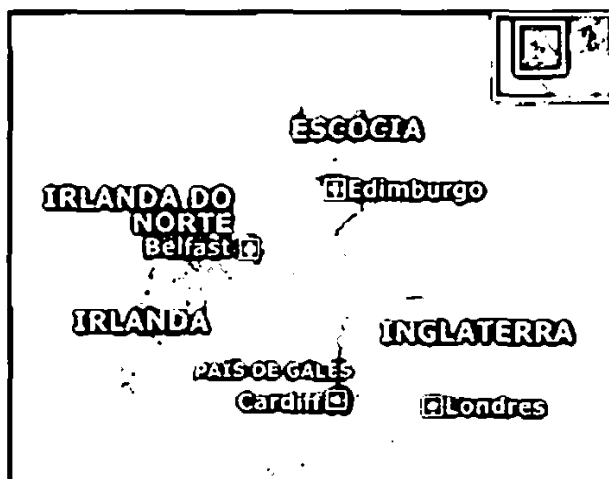 ESCÓCIA
Edimburgo
IRLANDA DO
NORTE
Belfast
IRLANDA
INGLATERRA
PAÍS DE GALES
Cardiff
Londres